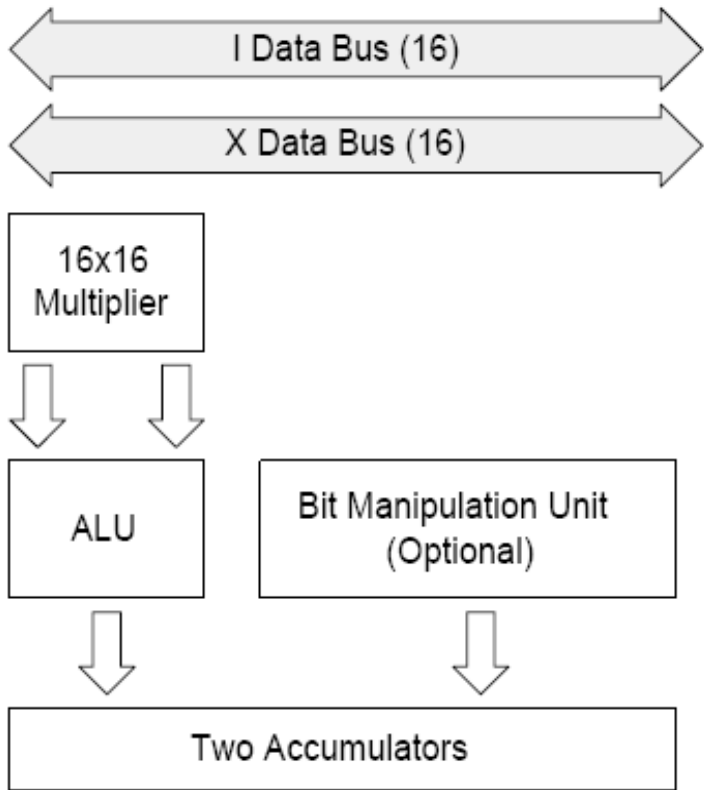 I Data Bus (16)
X Data Bus (16)
16x16
Multiplier
ALU
Bit Manipulation Unit
(Optional)
Two Accumulators